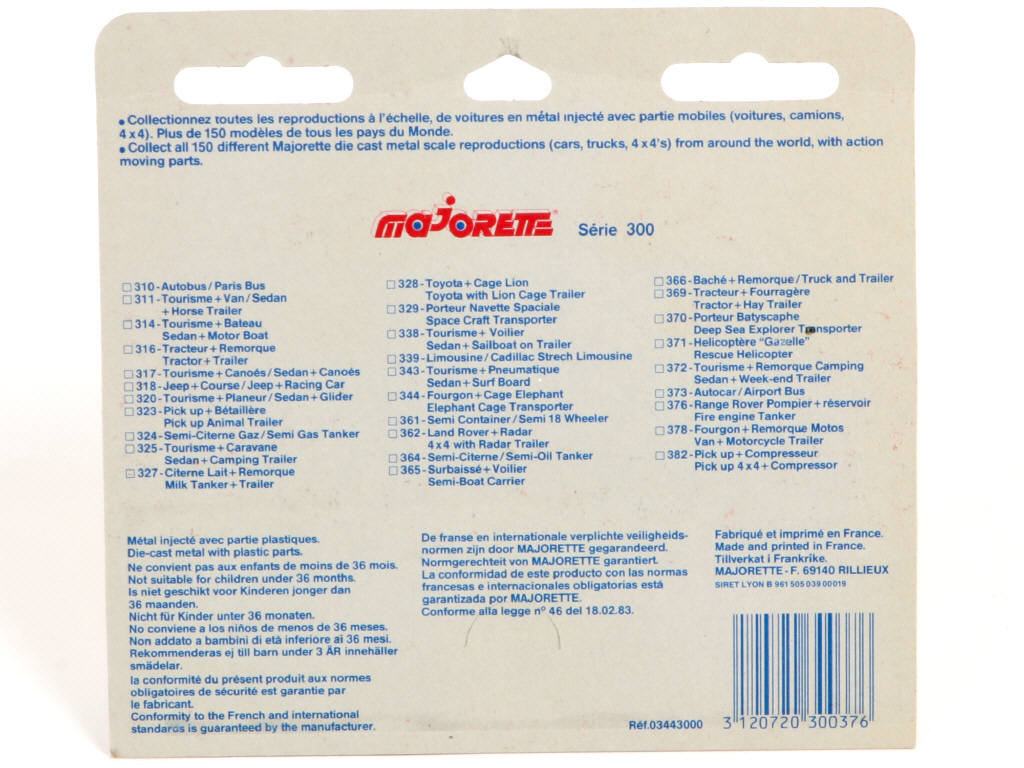 • Collectionnez toutes les reproductions à l'échelle, de voitures en métal injecté avec partie mobiles (voitures, camions,
4x4). Plus de 150 modèles de tous les pays du Monde.
• Collect all 150 different Majorette die cast metal scale reproductions (cars, trucks, 4x4's) from around the world, with action
moving parts.
MAJORETTE Série 300
310-Autobus/Paris Bus
311-Tourisme+Van/Sedan
+Horse Trailer
314-Tourisme+Bateau
Sedan+Motor Boat
316-Tracteur+Remorque
Tractor+Trailer
317-Tourisme+Canoés/Sedan+Canoés
318-Jeep+Course/Jeep+Racing Car
320-Tourisme+Planeur/Sedan+Glider
323-Pick up+Bétaillère
Pick up Animal Trailer
324-Semi-Citerne Gaz/Semi Gas Tanker
325-Tourisme+Caravane
Sedan+Camping Trailer
327-Citerne Lait+Remorque
Milk Tanker+Trailer
328-Toyota+Cage Lion
Toyota with Lion Cage Trailer
329-Porteur Navette Spaciale
Space Craft Transporter
338-Tourisme+Voilier
Sedan+Sailboat on Trailer
339-Limousine/Cadillac Strech Limousine
343-Tourisme+Pneumatique
Sedan+Surf Board
344-Fourgon+Cage Elephant
Elephant Cage Transporter
361-Semi Container/Semi 18 Wheeler
362-Land Rover+Radar
4x4 with Radar Trailer
364-Semi-Citerne/Semi-Oil Tanker
365-Surbaissé+Voilier
Semi-Boat Carrier
366-Baché+Remorque/Truck and Trailer
369-Tracteur+Fourragère
Tractor+Hay Trailer
370-Porteur Batyscaphe
Deep Sea Explorer Transporter
371-Helicoptère "Gazelle"
Rescue Helicopter
372-Tourisme+Remorque Camping
Sedan+Week-end Trailer
373-Autocar/Airport Bus
376-Range Rover Pompier+réservoir
Fire engine Tanker
378-Fourgon+Remorque Motos
Van+Motorcycle Trailer
382-Pick up+Compresseur
Pick up 4x4+Compressor
Métal injecté avec partie plastiques.
Die-cast metal with plastic parts.
Ne convient pas aux enfants de moins de 36 mois.
Not suitable for children under 36 months.
Is niet geschikt voor Kinderen jonger dan
36 maanden.
Nicht für Kinder unter 36 monaten.
No conviene a los niños de menos de 36 meses.
Non addato a bambini di età inferiore ai 36 mesi.
Rekommenderas ej till barn under 3 ÅR innehäller
smädelar.
la conformité du présent produit aux normes
obligatoires de sécurité est garantie par
le fabricant.
Conformity to the French and international
standards is guaranteed by the manufacturer.
De franse en internationale verplichte veiligheids-
normen zijn door MAJORETTE gegarandeerd.
Normgerechteit von MAJORETTE garantiert.
La conformidad de este producto con las normas
francesas e internacionales obligatorias está
garantizada por MAJORETTE.
Conforme alla legge nº 46 del 18.02.83.
Fabriqué et imprimé en France.
Made and printed in France.
Tillverkat i Frankrike.
MAJORETTE-F. 69140 RILLIEUX
SIRET LYON B 961 505 039 00019
Réf.03443000
3 120720 300376